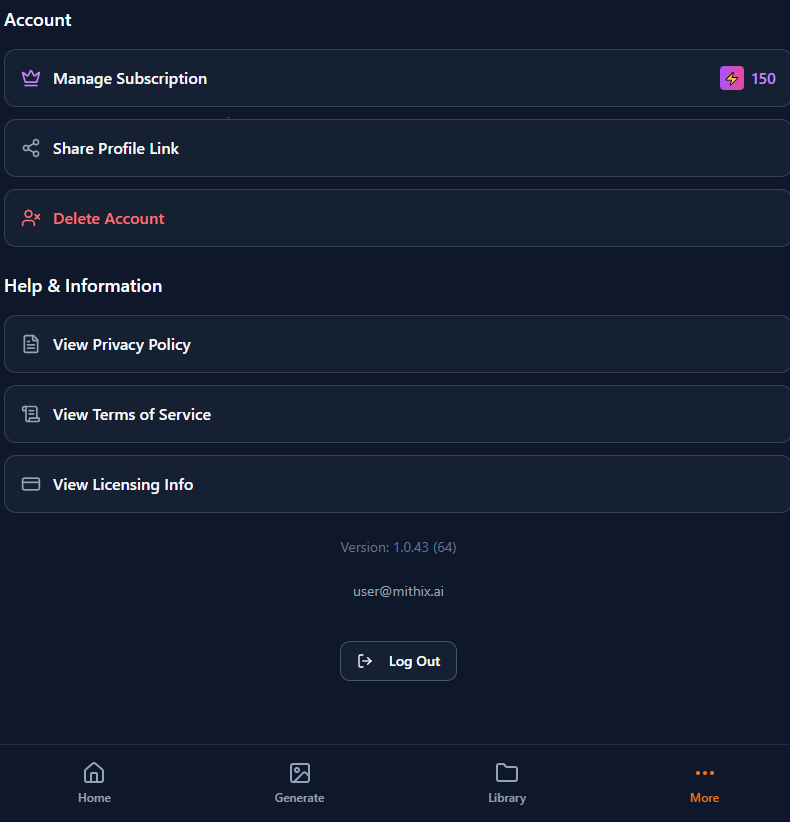 Account
Manage Subscription 150
Share Profile Link
Delete Account
Help & Information
View Privacy Policy
View Terms of Service
View Licensing Info
Version: 1.0.43 (64)
user@mithix.ai
Log Out
Home Generate Library More